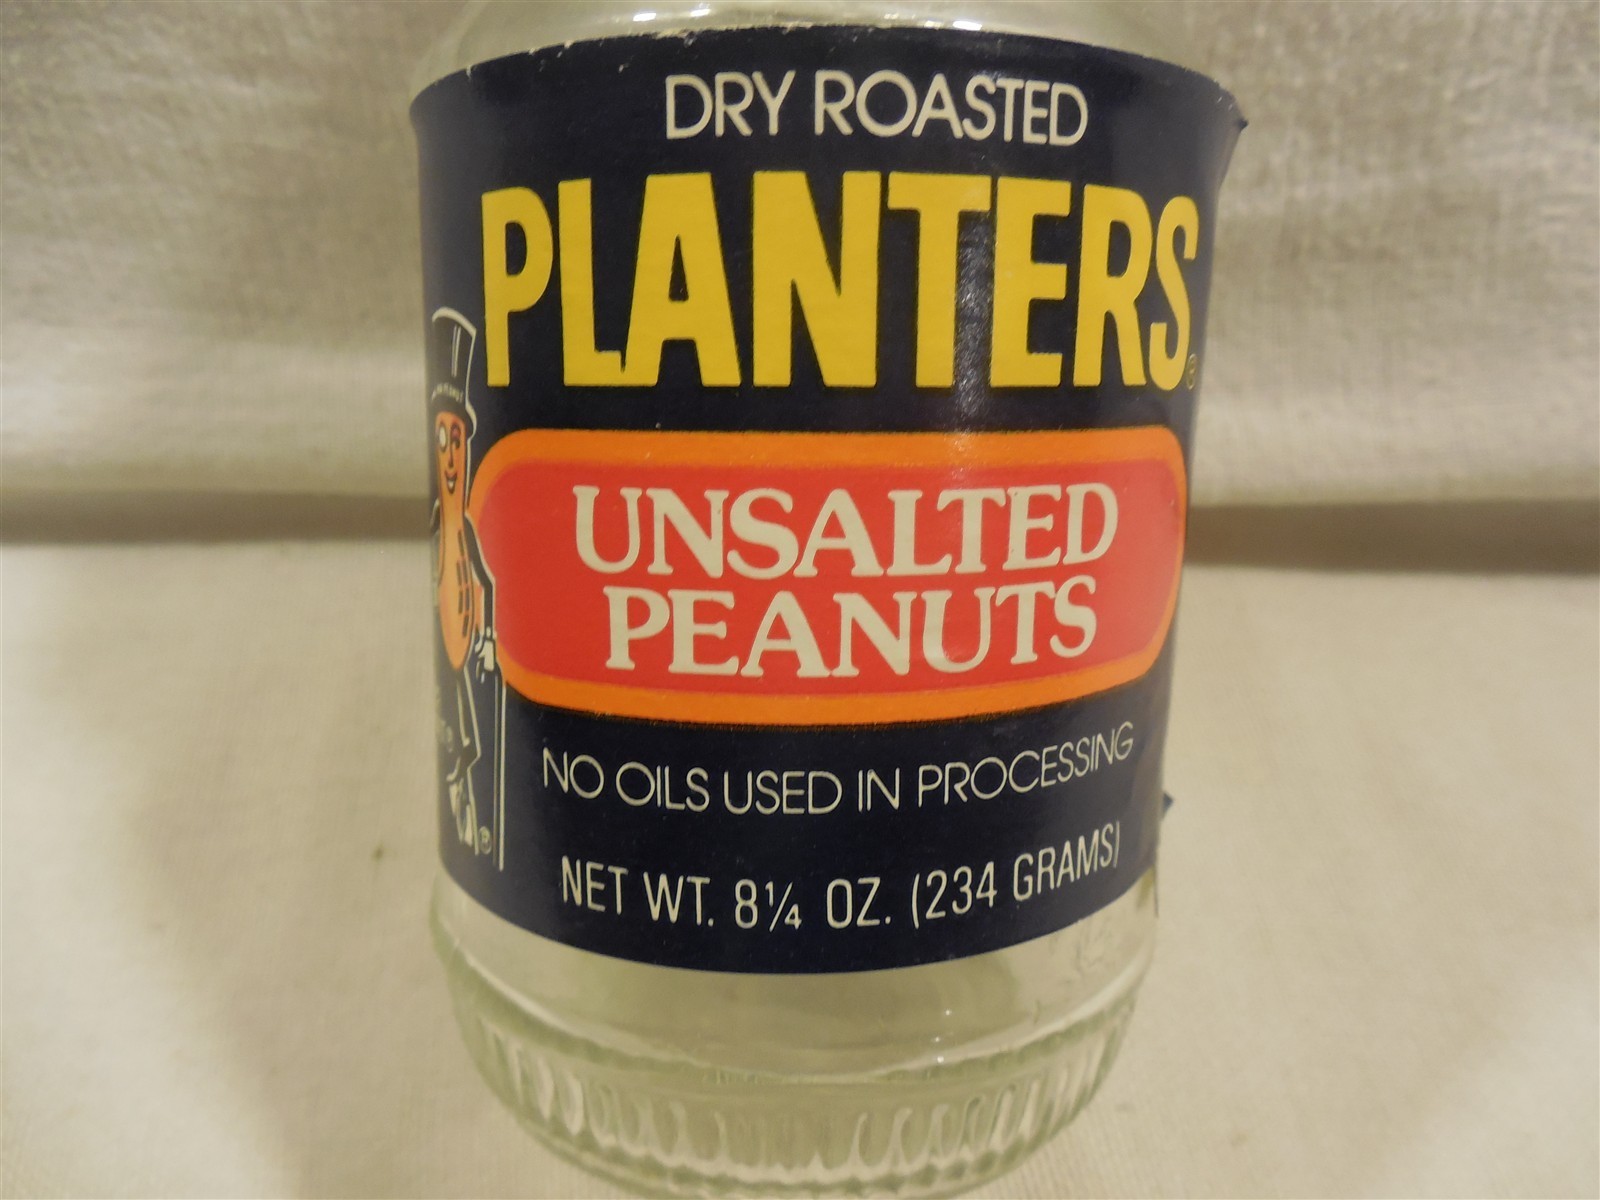 DRY ROASTED
PLANTERS®
UNSALTED
PEANUTS
NO OILS USED IN PROCESSING
NET WT. 8¼ OZ. (234 GRAMS)
®